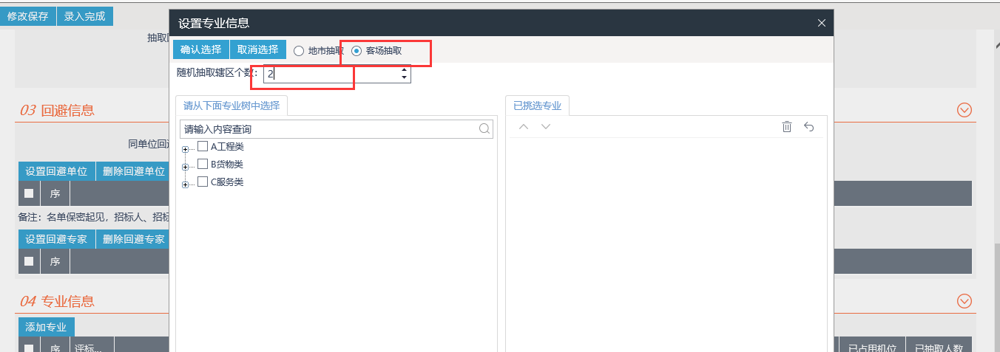 修改保存 录入完成
抽取
设置专业信息
确认选择 取消选择 地市抽取 客场抽取
随机抽取辖区个数: 2
请从下面专业树中选择 已挑选专业
请输入内容查询
A工程类
B货物类
C服务类
03 回避信息
同单位回避
设置回避单位 删除回避单位
序
备注：名单保密起见，招标人、招标
设置回避专家 删除回避专家
序
04 专业信息
添加专业
序 评标... 已占用机位 已抽取人数